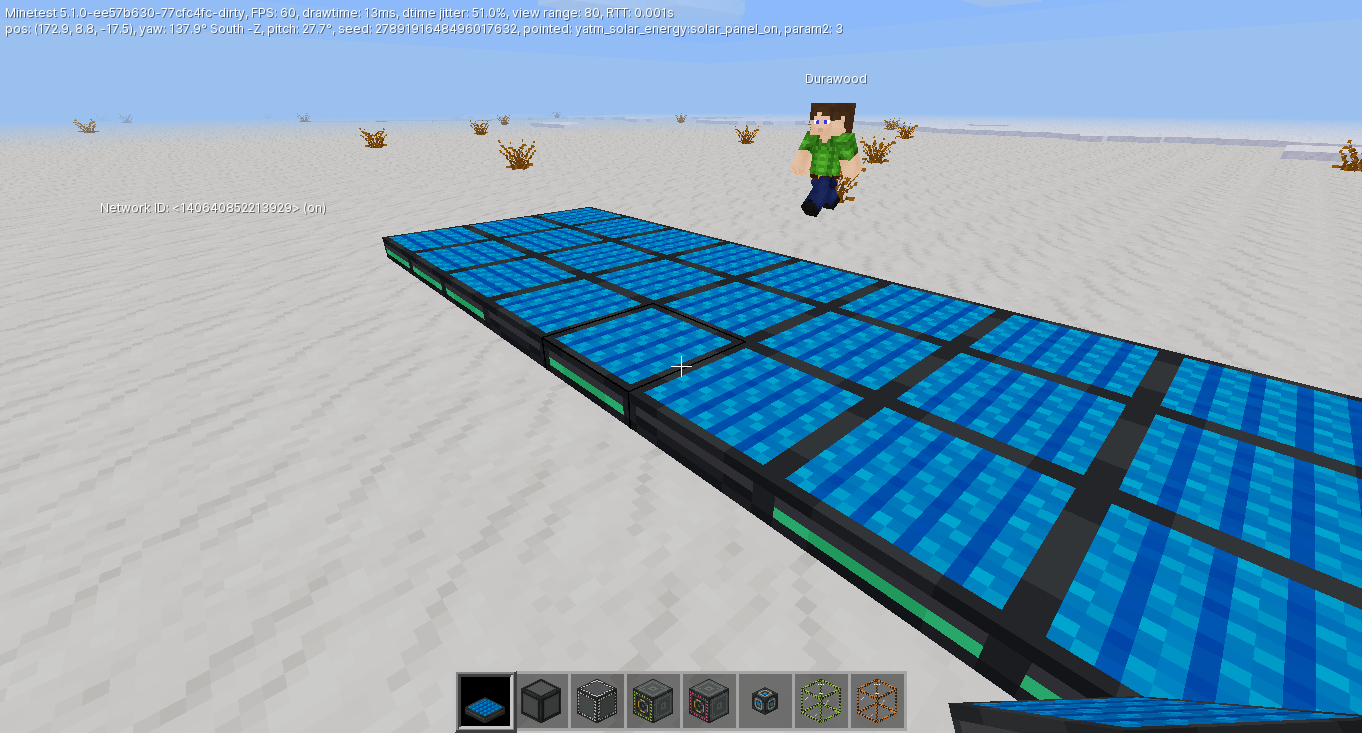 Minetest 5.1.0-ee57b630-77cfc4fc-dirty, FPS: 60, drawtime: 13ms, dtime jitter: 51.0%, view range: 80, RTT: 0.001s
pos: (172.9, 8.8, -17.5), yaw: 137.9° South -Z, pitch: 27.7°, seed: 2789191648496017632, pointed: yatm_solar_energy:solar_panel_on, param2: 3
Durawood
Network ID: <140640852213929> (on)